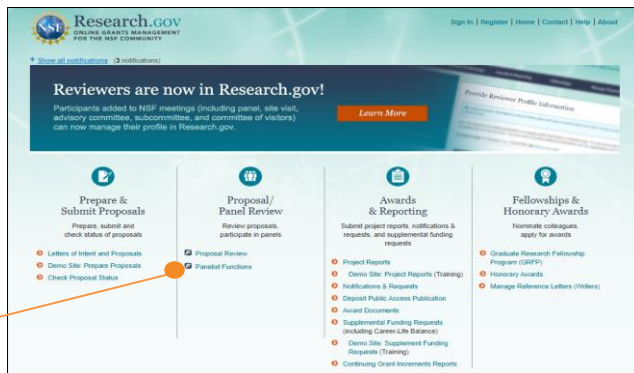 NSF
Research.gov
ONLINE GRANTS MANAGEMENT
FOR THE NSF COMMUNITY
Sign In | Register | Home | Contact | Help | About
+ Show all notifications (3 notifications)
Reviewers are now in Research.gov!
Participants added to NSF meetings (including panel, site visit,
advisory committee, subcommittee, and committee of visitors)
can now manage their profile in Research.gov.
Learn More
Provide Reviewer Profile Information
Prepare &
Submit Proposals
Prepare, submit and
check status of proposals
Letters of Intent and Proposals
Demo Site: Prepare Proposals
Check Proposal Status
Proposal/
Panel Review
Review proposals,
participate in panels
Proposal Review
Panelist Functions
Awards
& Reporting
Submit project reports, notifications &
requests, and supplemental funding
requests
Project Reports
Demo Site: Project Reports (Training)
Notifications & Requests
Deposit Public Access Publication
Award Documents
Supplemental Funding Requests
(including Career-Life Balance)
Demo Site: Supplement Funding
Requests (Training)
Continuing Grant Increments Reports
Fellowships &
Honorary Awards
Nominate colleagues
apply for awards
Graduate Research Fellowship
Program (GRFP)
Honorary Awards
Manage Reference Letters (Writers)